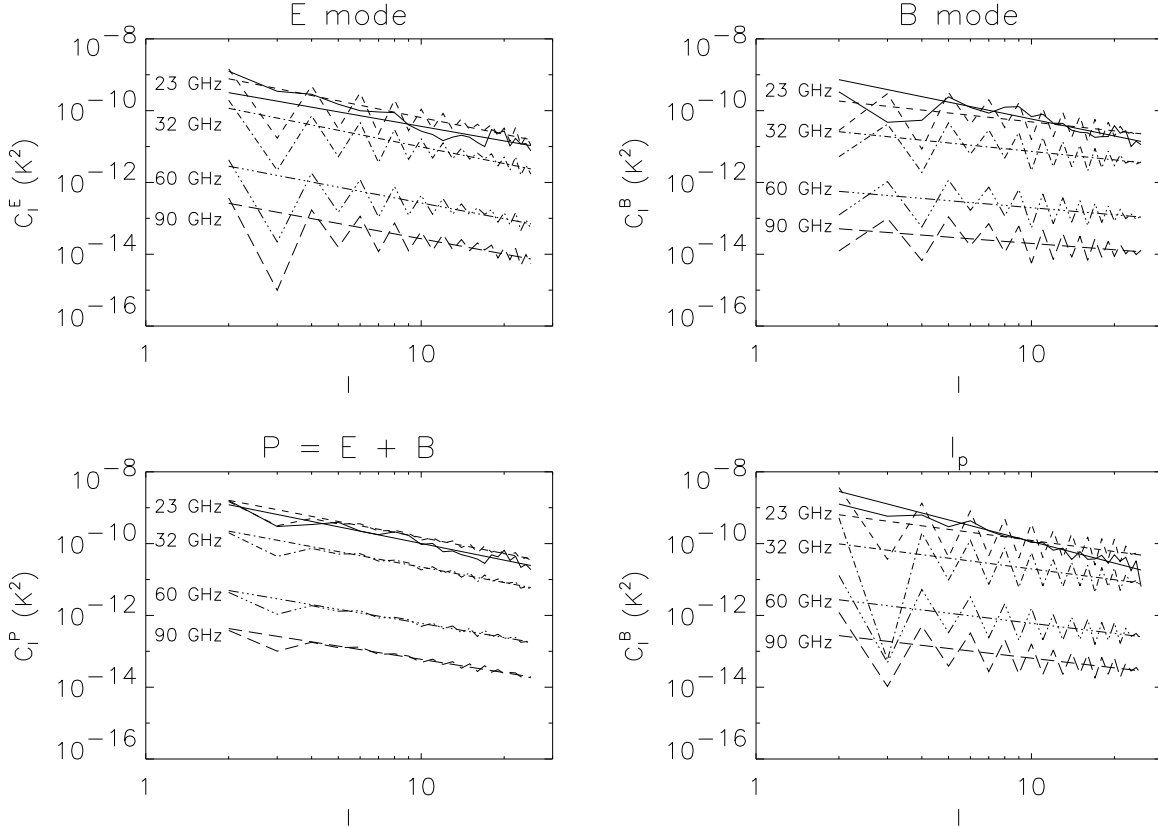 E mode
10^-8
10^-10
10^-12
10^-14
10^-16
C_l^E (K^2)
23 GHz
32 GHz
60 GHz
90 GHz
1
10
l
B mode
10^-8
10^-10
10^-12
10^-14
10^-16
C_l^B (K^2)
23 GHz
32 GHz
60 GHz
90 GHz
1
10
l
P = E + B
10^-8
10^-10
10^-12
10^-14
10^-16
C_l^P (K^2)
23 GHz
32 GHz
60 GHz
90 GHz
1
10
l
I_p
10^-8
10^-10
10^-12
10^-14
10^-16
C_l^B (K^2)
23 GHz
32 GHz
60 GHz
90 GHz
1
10
l